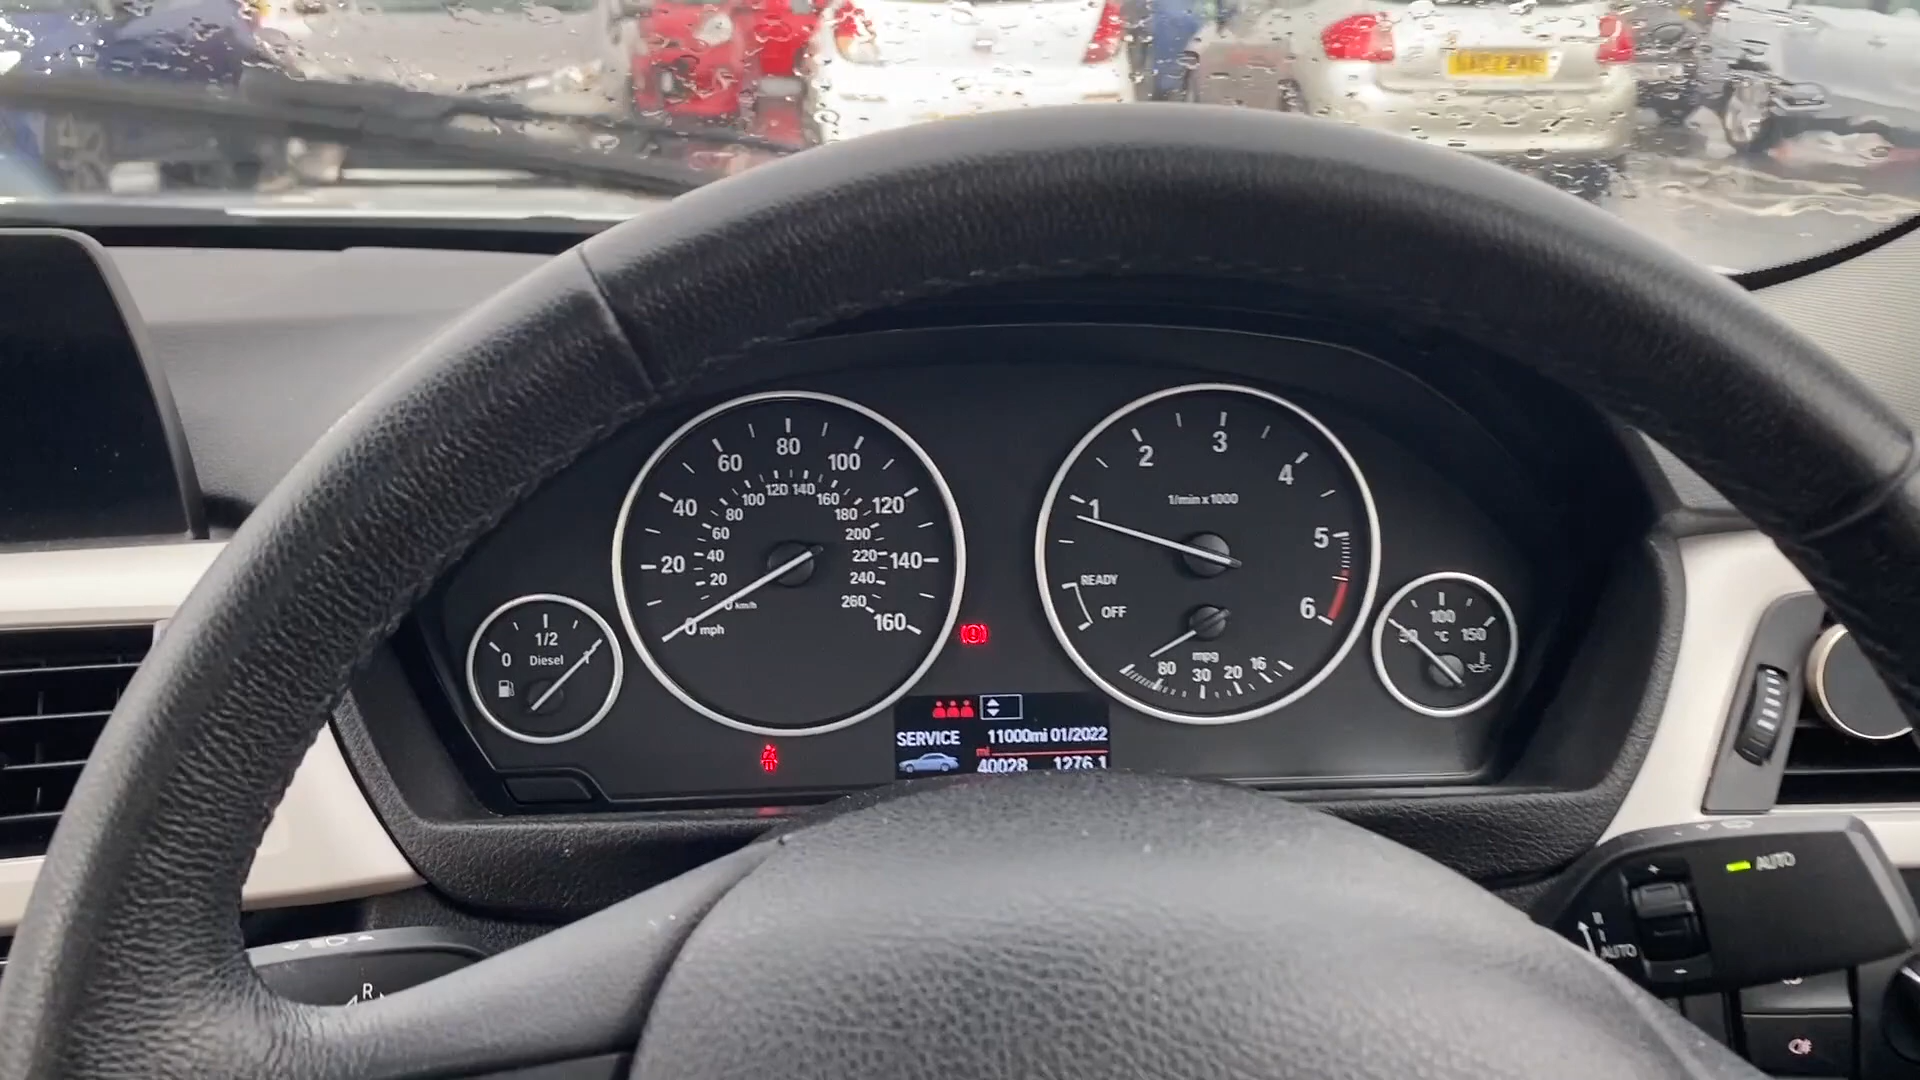 0
1/2
1
Diesel
0 mph
20
40
60
80
100
120
140
160
0 km/h
20
40
60
80
100
120
140
160
180
200
220
240
260
1
2
3
4
5
6
1/min x 1000
READY
OFF
mpg
80
30
20
16
100
°C
150
SERVICE
11000mi 01/2022
mi
40028
1276.1
AUTO
AUTO
R